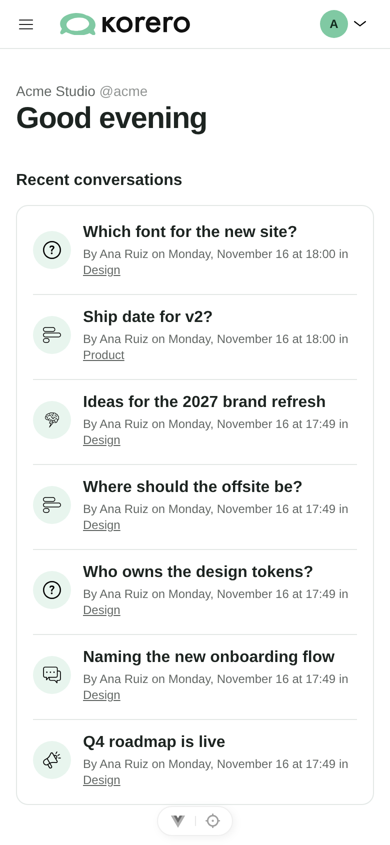 Korero
A
Acme Studio @acme
Good evening
Recent conversations
Which font for the new site?
By Ana Ruiz on Monday, November 16 at 18:00 in
Design
Ship date for v2?
By Ana Ruiz on Monday, November 16 at 18:00 in
Product
Ideas for the 2027 brand refresh
By Ana Ruiz on Monday, November 16 at 17:49 in
Design
Where should the offsite be?
By Ana Ruiz on Monday, November 16 at 17:49 in
Design
Who owns the design tokens?
By Ana Ruiz on Monday, November 16 at 17:49 in
Design
Naming the new onboarding flow
By Ana Ruiz on Monday, November 16 at 17:49 in
Design
Q4 roadmap is live
By Ana Ruiz on Monday, November 16 at 17:49 in
Design